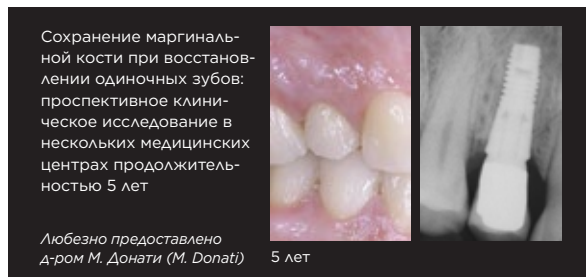 Сохранение маргиналь-
ной кости при восстанов-
лении одиночных зубов:
проспективное клини-
ческое исследование в
нескольких медицинских
центрах продолжитель-
ностью 5 лет
Любезно предоставлено
д-ром М. Донати (M. Donati)
5 лет